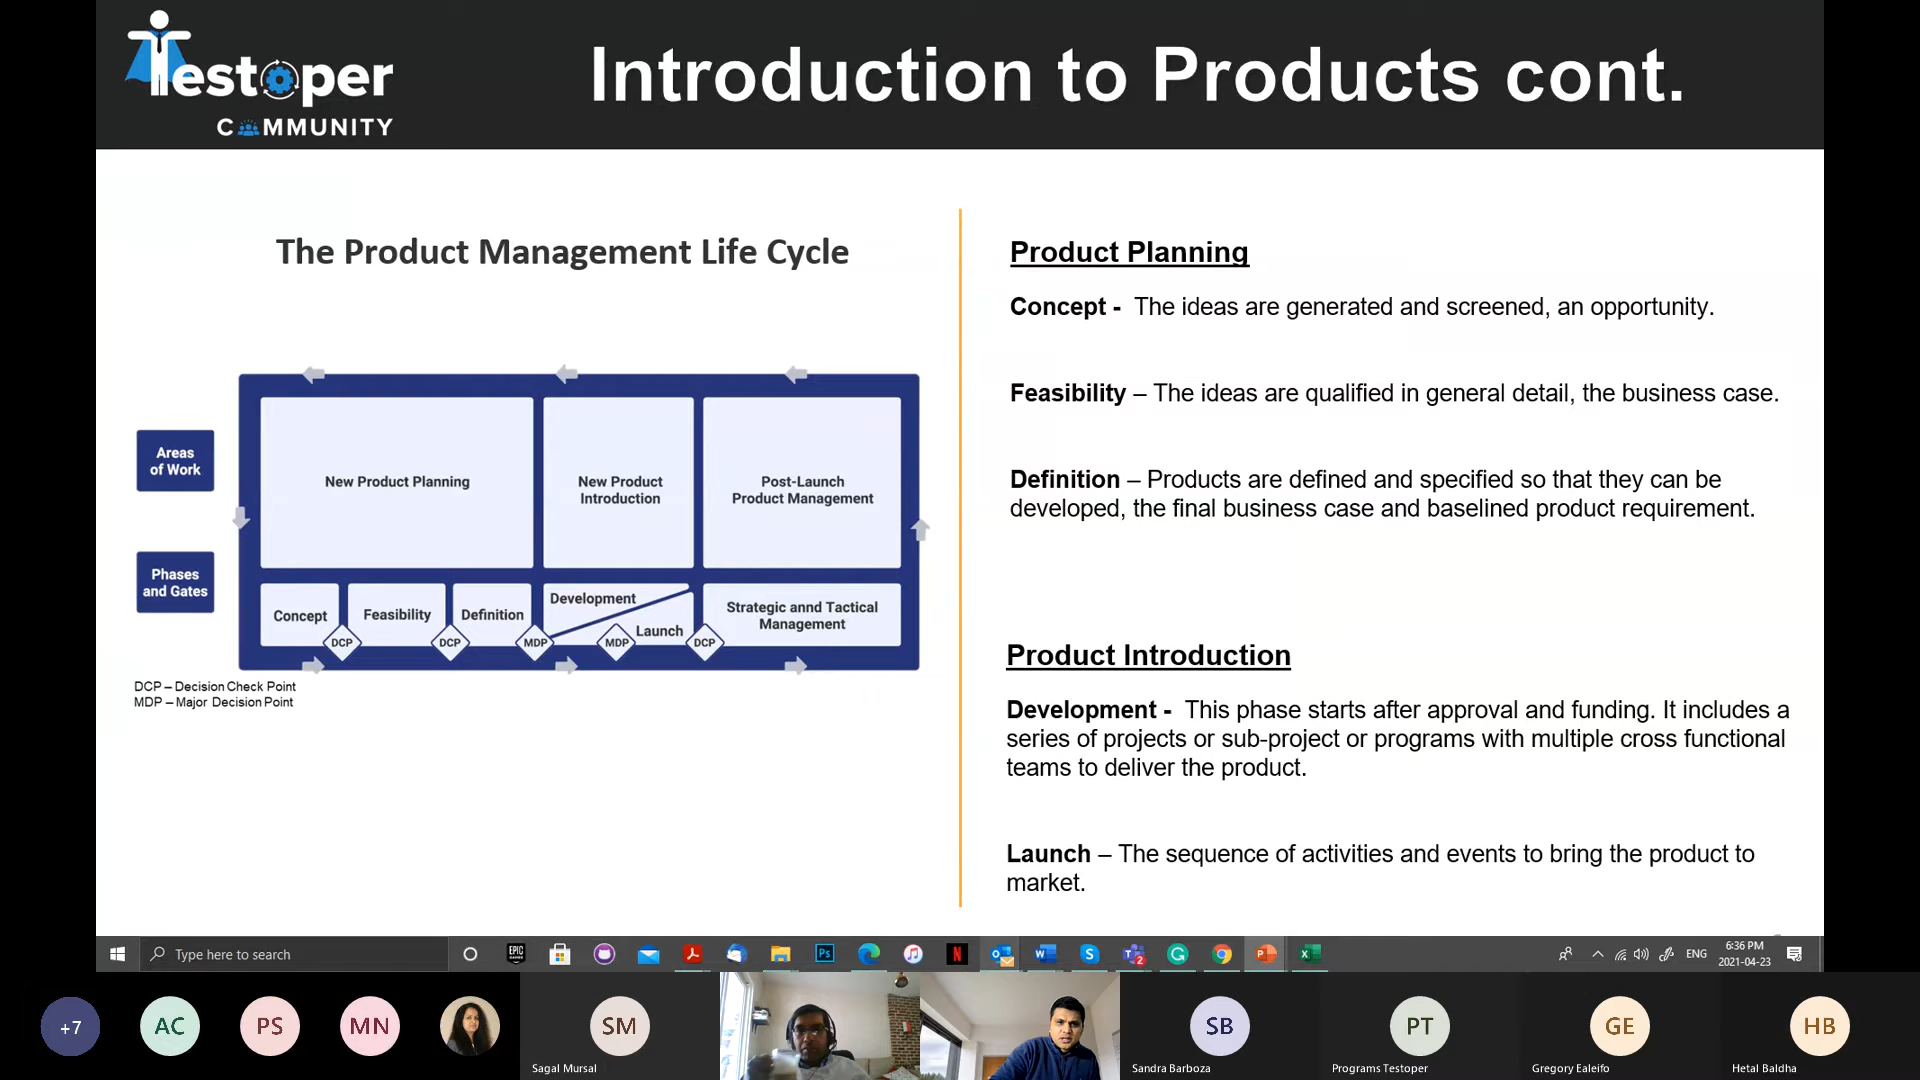 Testoper
COMMUNITY
Introduction to Products cont.
The Product Management Life Cycle
Areas
of Work
Phases
and Gates
New Product Planning
New Product
Introduction
Post-Launch
Product Management
Concept
Feasibility
Definition
Development
Launch
Strategic annd Tactical
Management
DCP
DCP
MDP
MDP
DCP
DCP – Decision Check Point
MDP – Major Decision Point
Product Planning
Concept - The ideas are generated and screened, an opportunity.
Feasibility – The ideas are qualified in general detail, the business case.
Definition – Products are defined and specified so that they can be
developed, the final business case and baselined product requirement.
Product Introduction
Development - This phase starts after approval and funding. It includes a
series of projects or sub-project or programs with multiple cross functional
teams to deliver the product.
Launch – The sequence of activities and events to bring the product to
market.
Type here to search
EPIC
GAMES
Ps
N
W
S
T
2
G
P
X
ENG
6:36 PM
2021-04-23
+7
AC
PS
MN
SM
Sagal Mursal
SB
Sandra Barboza
PT
Programs Testoper
GE
Gregory Ealeifo
HB
Hetal Baldha